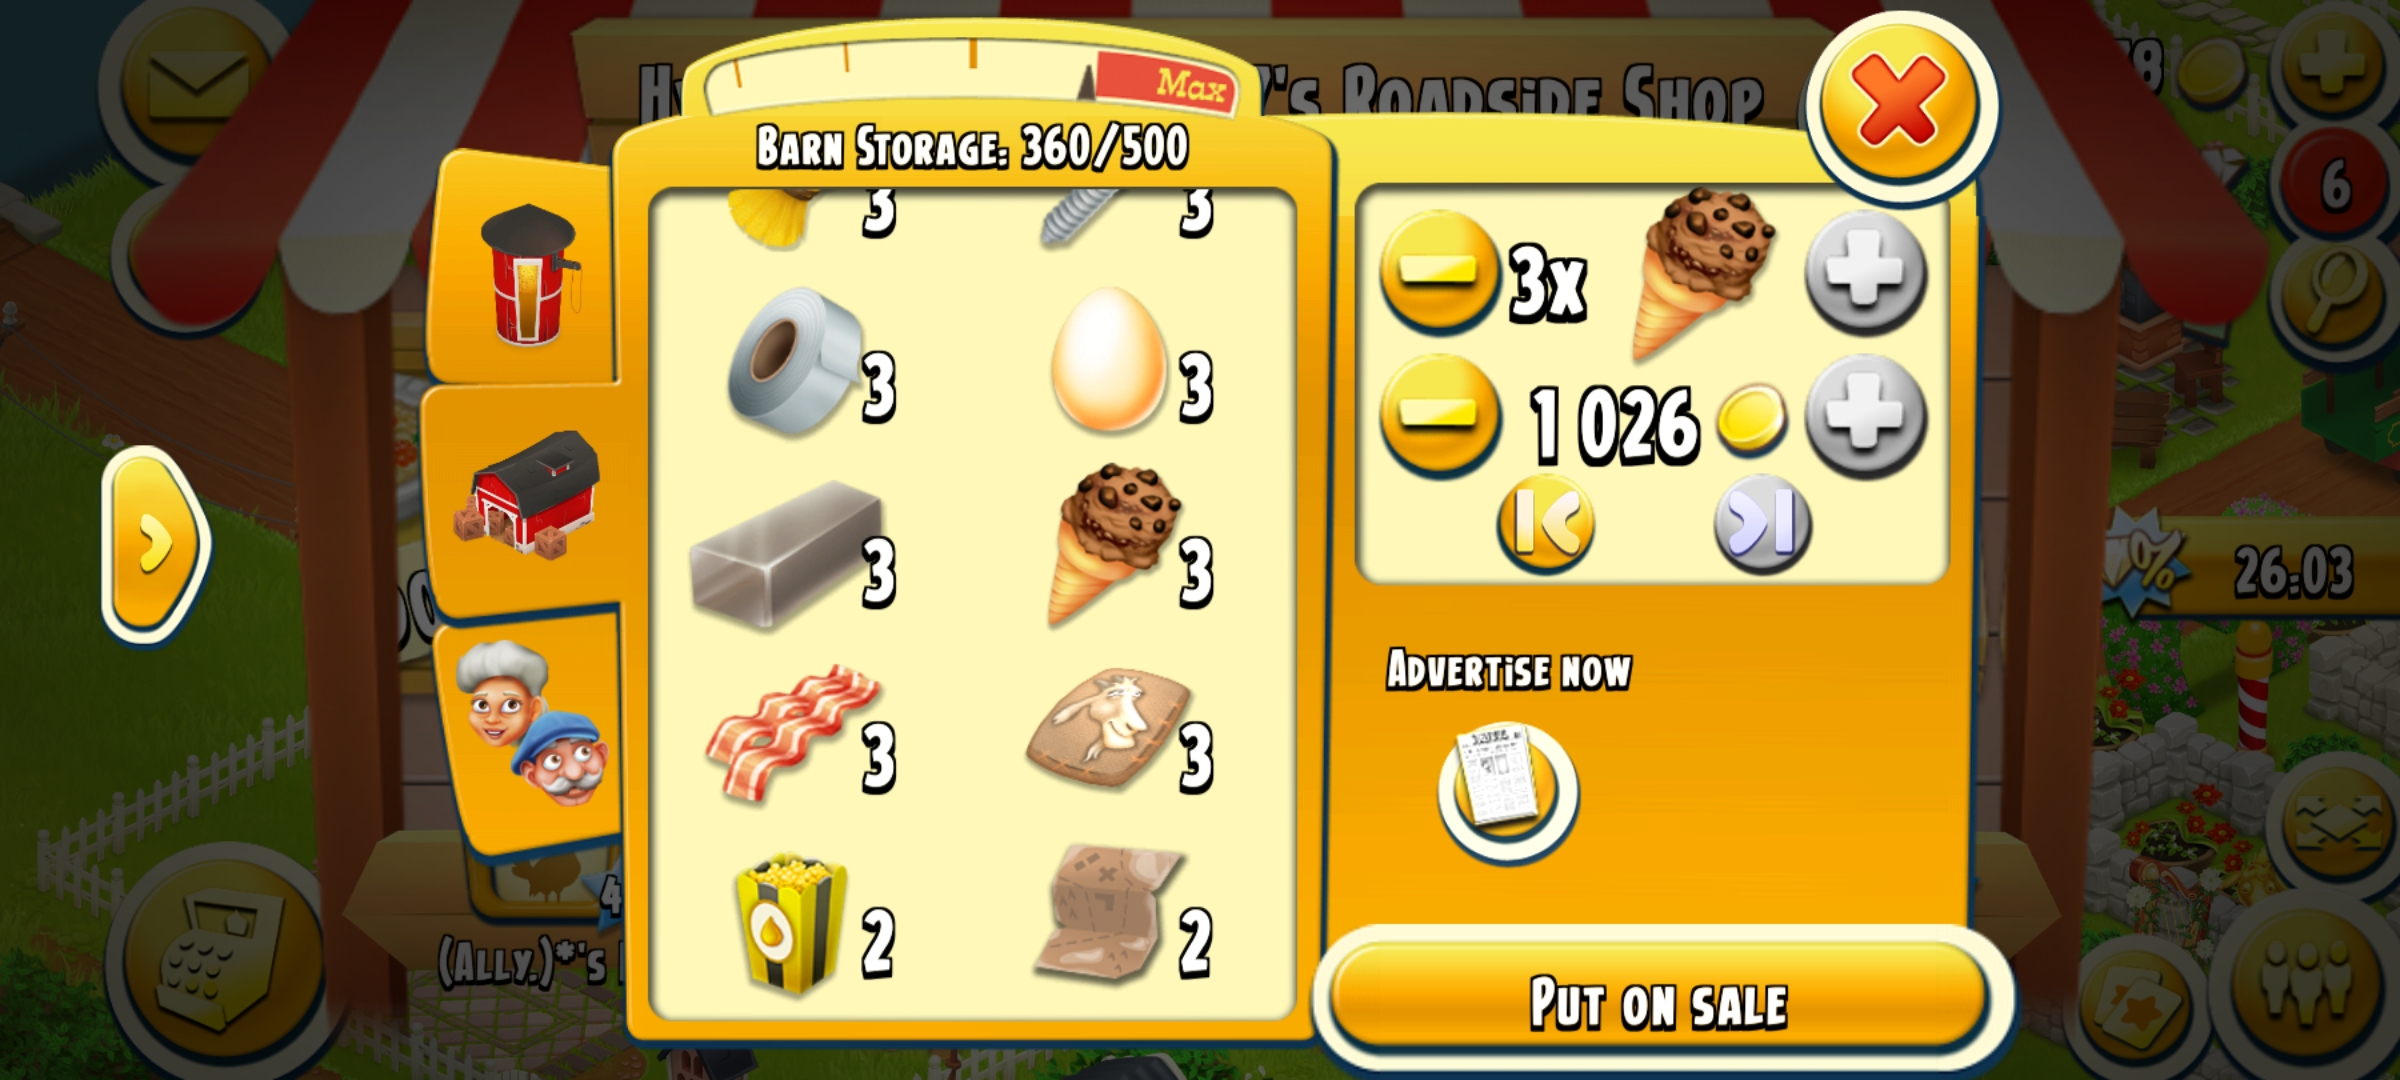 's Roadside Shop
Max
Barn Storage: 360/500
3
3
3
3
3
3
3
3
2
2
3x
1 026
Advertise now
Put on sale
6
26:03
(Ally.)*'s